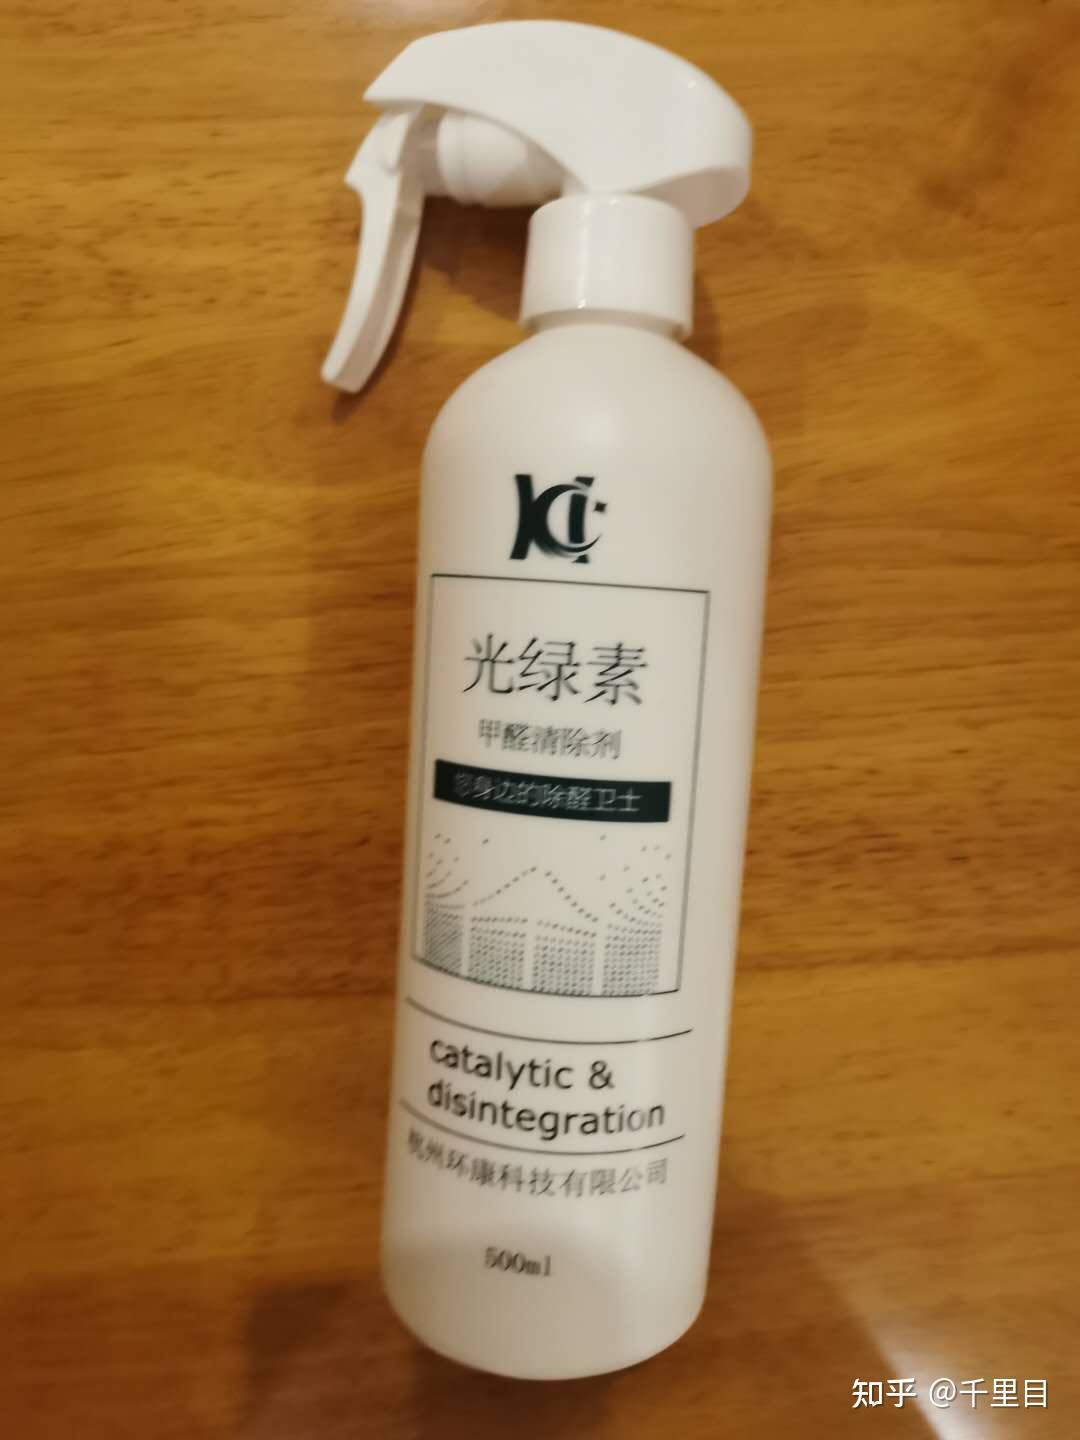 光绿素
甲醛清除剂
您身边的除醛卫士
catalytic &
disintegration
杭州环康科技有限公司
500ml
知乎 @千里目